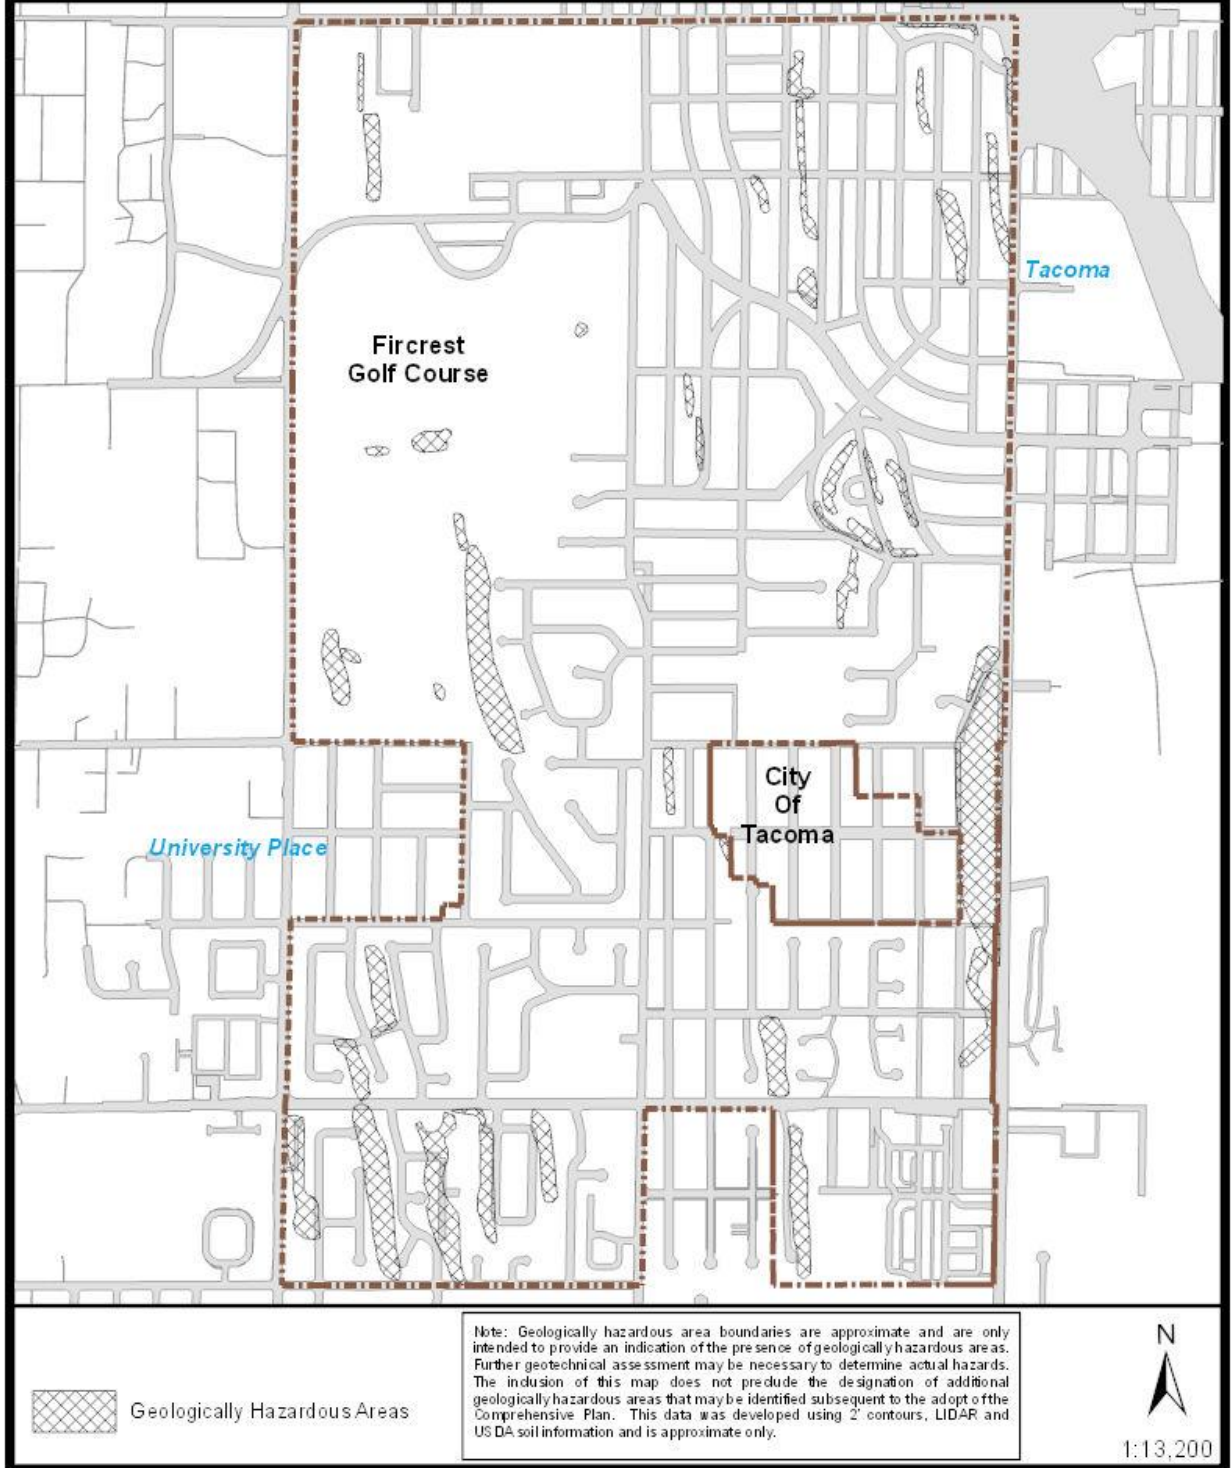 Tacoma
Fircrest
Golf Course
City
Of
Tacoma
University Place
Geologically Hazardous Areas
Note: Geologically hazardous area boundaries are approximate and are only
intended to provide an indication of the presence of geologically hazardous areas.
Further geotechnical assessment may be necessary to determine actual hazards.
The inclusion of this map does not preclude the designation of additional
geologically hazardous areas that may be identified subsequent to the adopt of the
Comprehensive Plan. This data was developed using 2' contours, LIDAR and
USDA soil information and is approximate only.
N
1:13,200